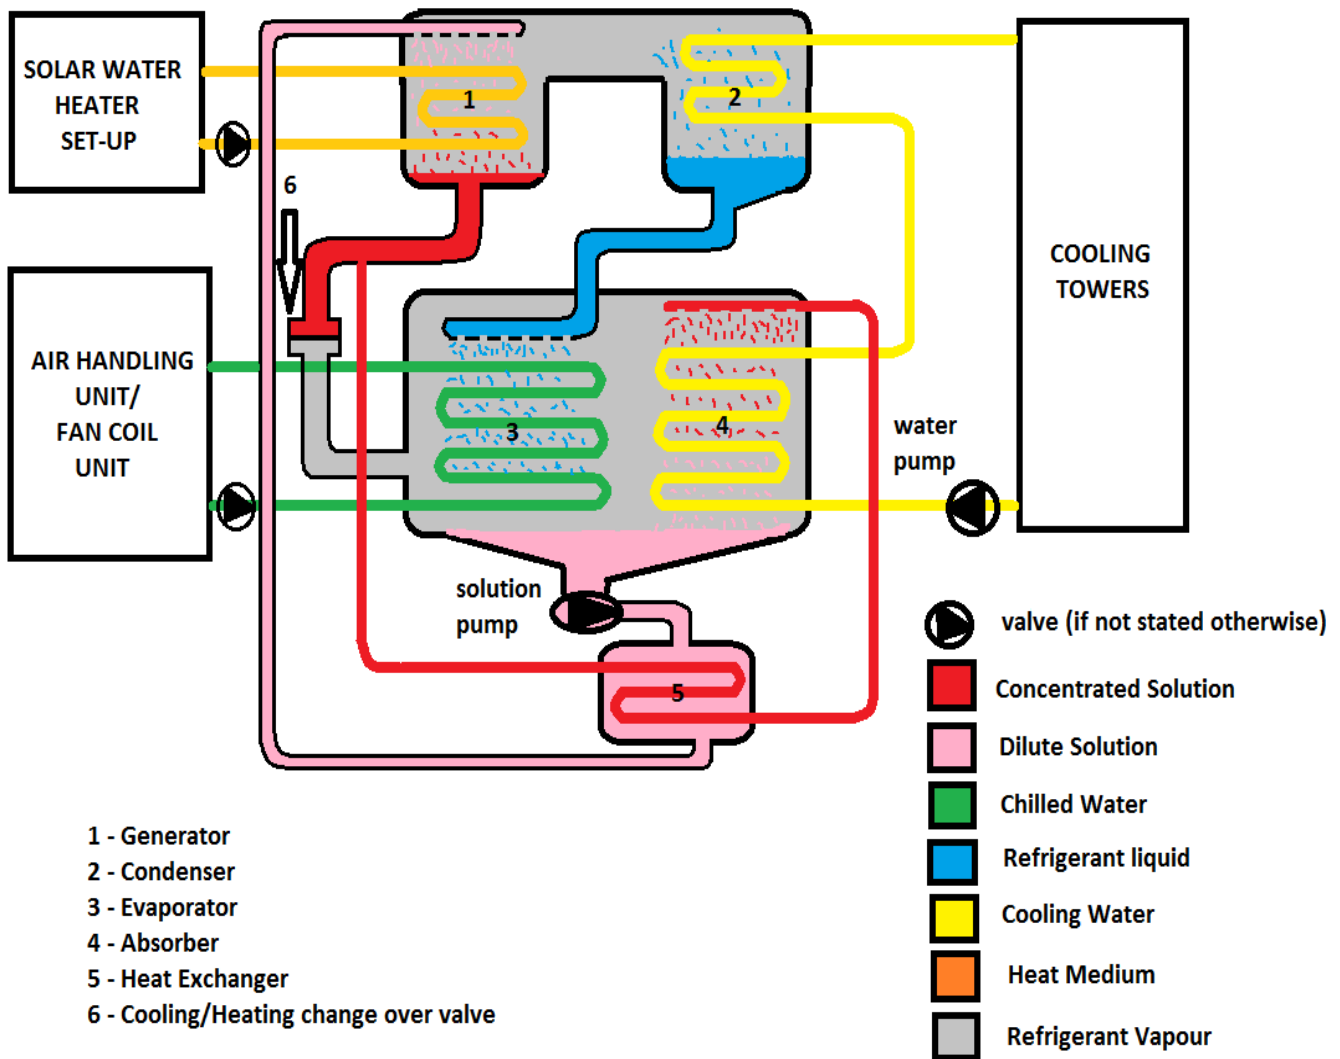 SOLAR WATER
HEATER
SET-UP
1
2
6
COOLING
TOWERS
AIR HANDLING
UNIT/
FAN COIL
UNIT
3
4
water
pump
solution
pump
5
valve (if not stated otherwise)
Concentrated Solution
Dilute Solution
Chilled Water
Refrigerant liquid
Cooling Water
Heat Medium
Refrigerant Vapour
1 - Generator
2 - Condenser
3 - Evaporator
4 - Absorber
5 - Heat Exchanger
6 - Cooling/Heating change over valve